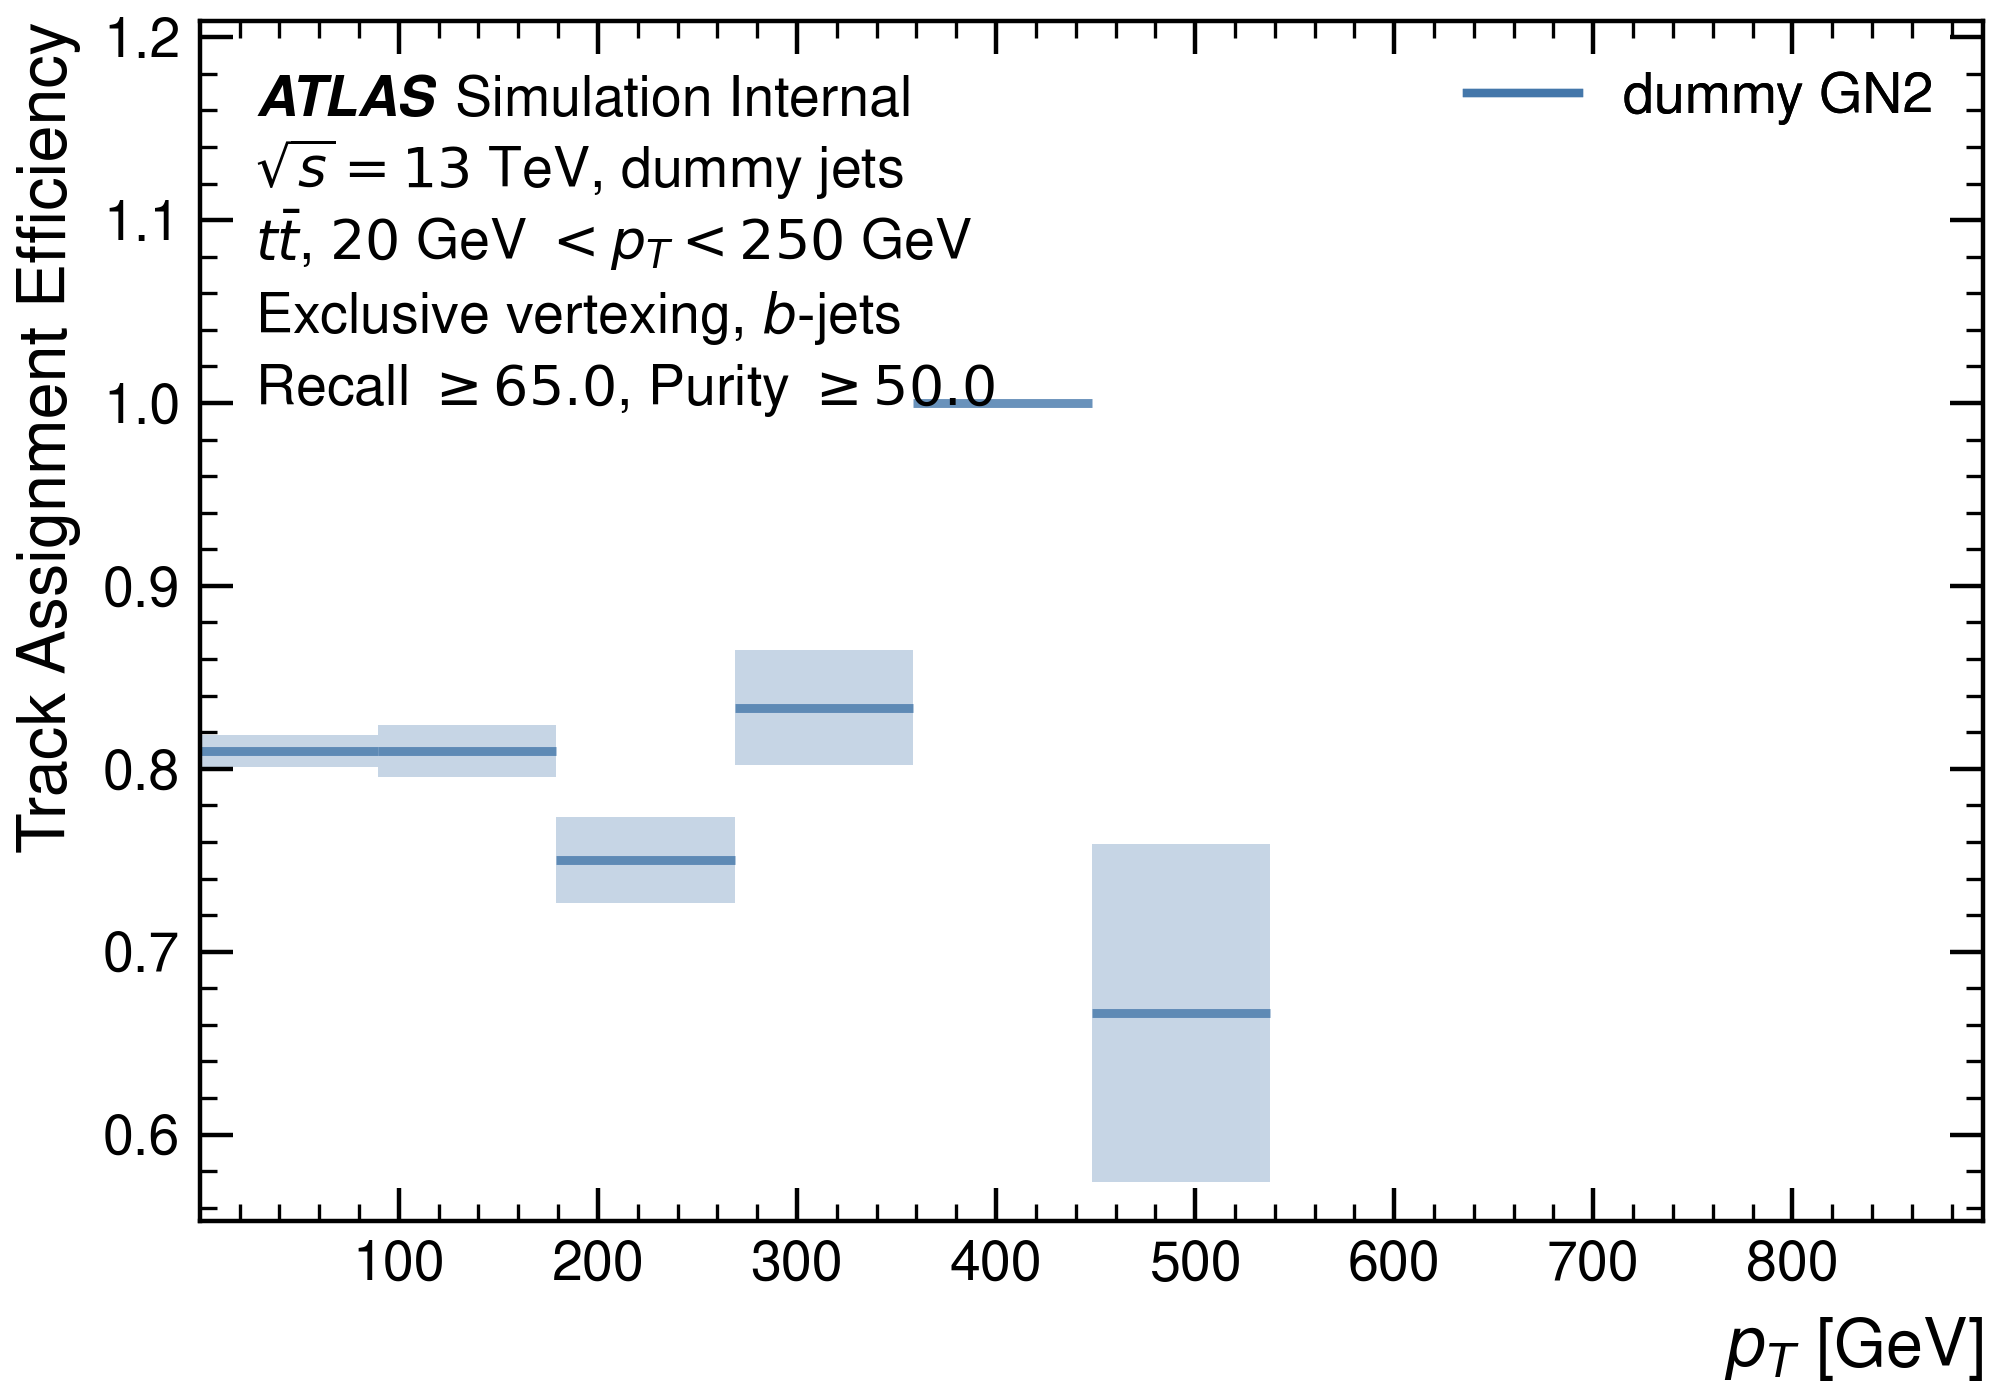 Track Assignment Efficiency
1.2
1.1
1.0
0.9
0.8
0.7
0.6
ATLAS Simulation Internal
√s = 13 TeV, dummy jets
tt̄, 20 GeV < p_T < 250 GeV
Exclusive vertexing, b-jets
Recall ≥ 65.0, Purity ≥ 50.0
dummy GN2
100 200 300 400 500 600 700 800
p_T [GeV]